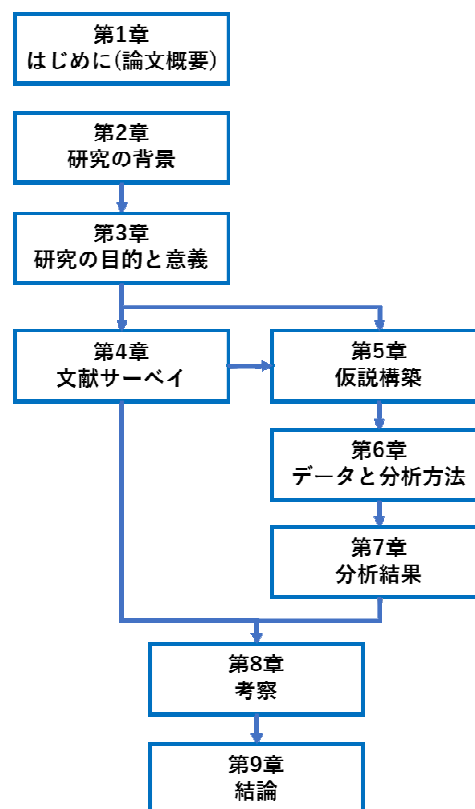 第1章
はじめに(論文概要)
第2章
研究の背景
第3章
研究の目的と意義
第4章
文献サーベイ
第5章
仮説構築
第6章
データと分析方法
第7章
分析結果
第8章
考察
第9章
結論